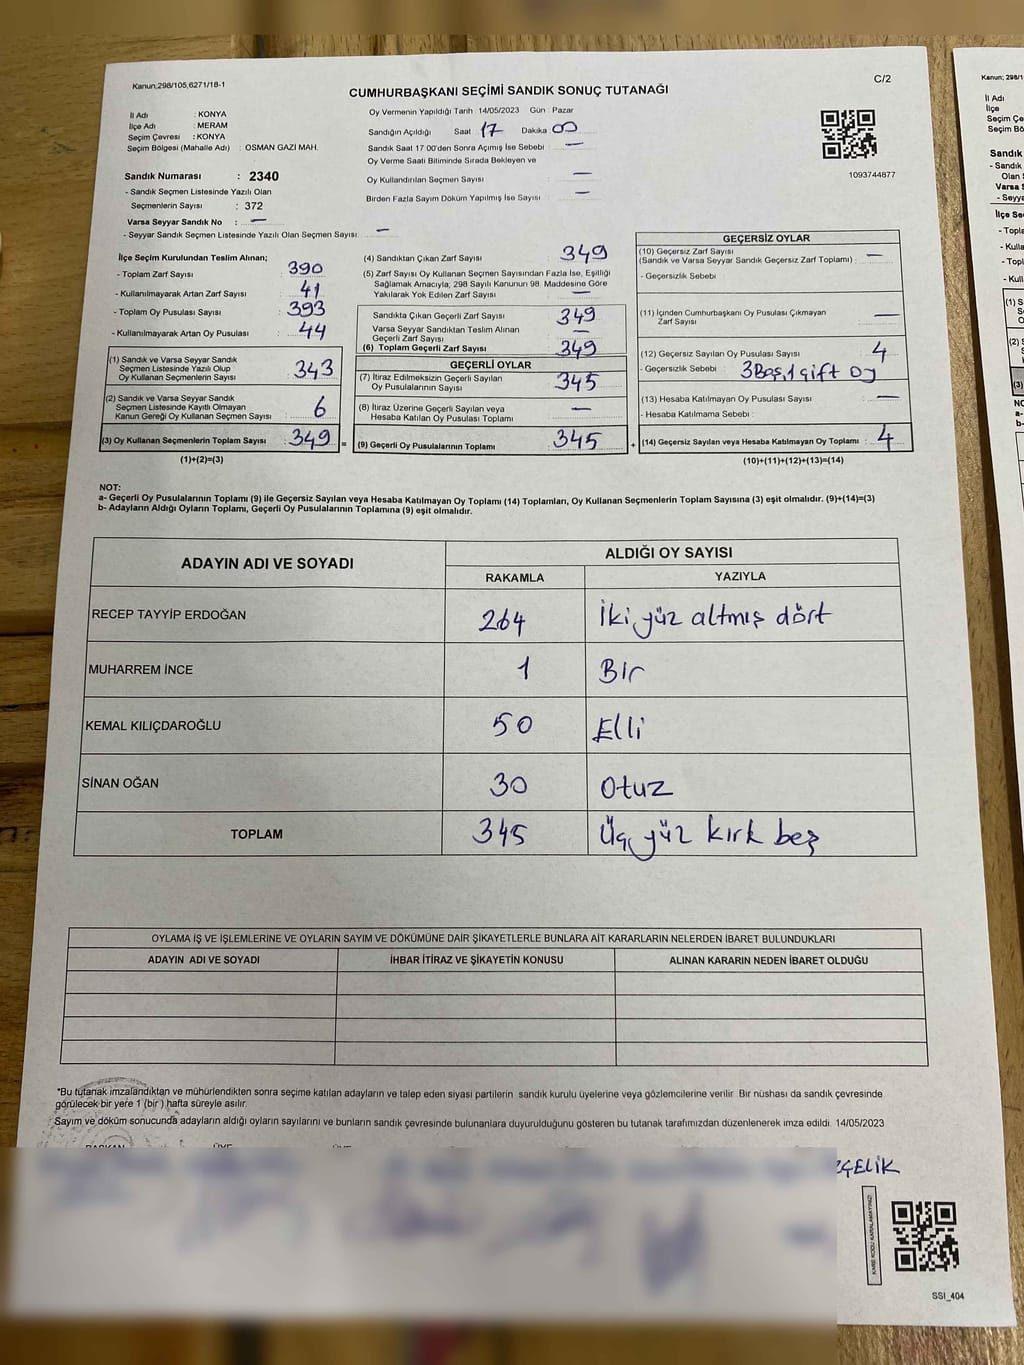 Kanun;298/105,6271/18-1
C/2
CUMHURBAŞKANI SEÇİMİ SANDIK SONUÇ TUTANAĞI
İl Adı : KONYA
İlçe Adı : MERAM
Seçim Çevresi : KONYA
Seçim Bölgesi (Mahalle Adı) : OSMAN GAZİ MAH.
Oy Vermenin Yapıldığı Tarih 14/05/2023 Gün : Pazar
Sandığın Açıldığı Saat 17 Dakika 00
Sandık Saat 17 00'den Sonra Açımış İse Sebebi : —
Oy Verme Saati Bitiminde Sırada Bekleyen ve
Oy Kullandırılan Seçmen Sayısı —
Birden Fazla Sayım Döküm Yapılmış İse Sayısı : —
1093744877
Sandık Numarası : 2340
- Sandık Seçmen Listesinde Yazılı Olan
Seçmenlerin Sayısı : 372
Varsa Seyyar Sandık No : —
- Seyyar Sandık Seçmen Listesinde Yazılı Olan Seçmen Sayısı: —
İlçe Seçim Kurulundan Teslim Alınan;
- Toplam Zarf Sayısı : 390
- Kullanılmayarak Artan Zarf Sayısı : 41
- Toplam Oy Pusulası Sayısı : 393
- Kullanılmayarak Artan Oy Pusulası : 44
(1) Sandık ve Varsa Seyyar Sandık
Seçmen Listesinde Yazılı Olup
Oy Kullanan Seçmenlerin Sayısı : 343
(2) Sandık ve Varsa Seyyar Sandık
Seçmen Listesinde Kayıtlı Olmayan
Kanun Gereği Oy Kullanan Seçmen Sayısı : 6
(3) Oy Kullanan Seçmenlerin Toplam Sayısı : 349 =
(1)+(2)=(3)
(4) Sandıktan Çıkan Zarf Sayısı : 349
(5) Zarf Sayısı Oy Kullanan Seçmen Sayısından Fazla İse, Eşitliği
Sağlamak Amacıyla; 298 Sayılı Kanunun 98. Maddesine Göre
Yakılarak Yok Edilen Zarf Sayısı : —
Sandıkta Çıkan Geçerli Zarf Sayısı : 349
Varsa Seyyar Sandıktan Teslim Alınan
Geçerli Zarf Sayısı : —
(6) Toplam Geçerli Zarf Sayısı : 349
GEÇERLİ OYLAR
(7) İtiraz Edilmeksizin Geçerli Sayılan
Oy Pusulalarının Sayısı : 345
(8) İtiraz Üzerine Geçerli Sayılan veya
Hesaba Katılan Oy Pusulası Toplamı : —
(9) Geçerli Oy Pusulalarının Toplamı : 345 +
GEÇERSİZ OYLAR
(10) Geçersiz Zarf Sayısı
(Sandık ve Varsa Seyyar Sandık Geçersiz Zarf Toplamı) : —
- Geçersizlik Sebebi :
(11) İçinden Cumhurbaşkanı Oy Pusulası Çıkmayan
Zarf Sayısı : —
(12) Geçersiz Sayılan Oy Pusulası Sayısı : 4
- Geçersizlik Sebebi : 3 Boş, 1 çift oy
(13) Hesaba Katılmayan Oy Pusulası Sayısı : —
- Hesaba Katılmama Sebebi :
(14) Geçersiz Sayılan veya Hesaba Katılmayan Oy Toplamı : 4
(10)+(11)+(12)+(13)=(14)
NOT:
a- Geçerli Oy Pusulalarının Toplamı (9) ile Geçersiz Sayılan veya Hesaba Katılmayan Oy Toplamı (14) Toplamları, Oy Kullanan Seçmenlerin Toplam Sayısına (3) eşit olmalıdır. (9)+(14)=(3)
b- Adayların Aldığı Oyların Toplamı, Geçerli Oy Pusulalarının Toplamına (9) eşit olmalıdır.
ADAYIN ADI VE SOYADI
ALDIĞI OY SAYISI
RAKAMLA YAZIYLA
RECEP TAYYİP ERDOĞAN 264 İki yüz altmış dört
MUHARREM İNCE 1 Bir
KEMAL KILIÇDAROĞLU 50 Elli
SİNAN OĞAN 30 Otuz
TOPLAM 345 Üç yüz kırk beş
OYLAMA İŞ VE İŞLEMLERİNE VE OYLARIN SAYIM VE DÖKÜMÜNE DAİR ŞİKAYETLERLE BUNLARA AİT KARARLARIN NELERDEN İBARET BULUNDUKLARI
ADAYIN ADI VE SOYADI İHBAR İTİRAZ VE ŞİKAYETİN KONUSU ALINAN KARARIN NEDEN İBARET OLDUĞU
*Bu tutanak imzalandıktan ve mühürlendikten sonra seçime katılan adayların ve talep eden siyasi partilerin sandık kurulu üyelerine veya gözlemcilerine verilir. Bir nüshası da sandık çevresinde
görülecek bir yere 1 (bir ) hafta süreyle asılır.
Sayım ve döküm sonucunda adayların aldığı oyların sayılarını ve bunların sandık çevresinde bulunanlara duyurulduğunu gösteren bu tutanak tarafımızdan düzenlenerek imza edildi. 14/05/2023
ÇELİK
KARE KODU KARALAMAYINIZ!
SSI_404
Kanun; 298/1
İl Adı
İlçe
Seçim Çe
Seçim Bö
Sandık
- Sandık
Olan
Varsa
- Seyya
İlçe Se